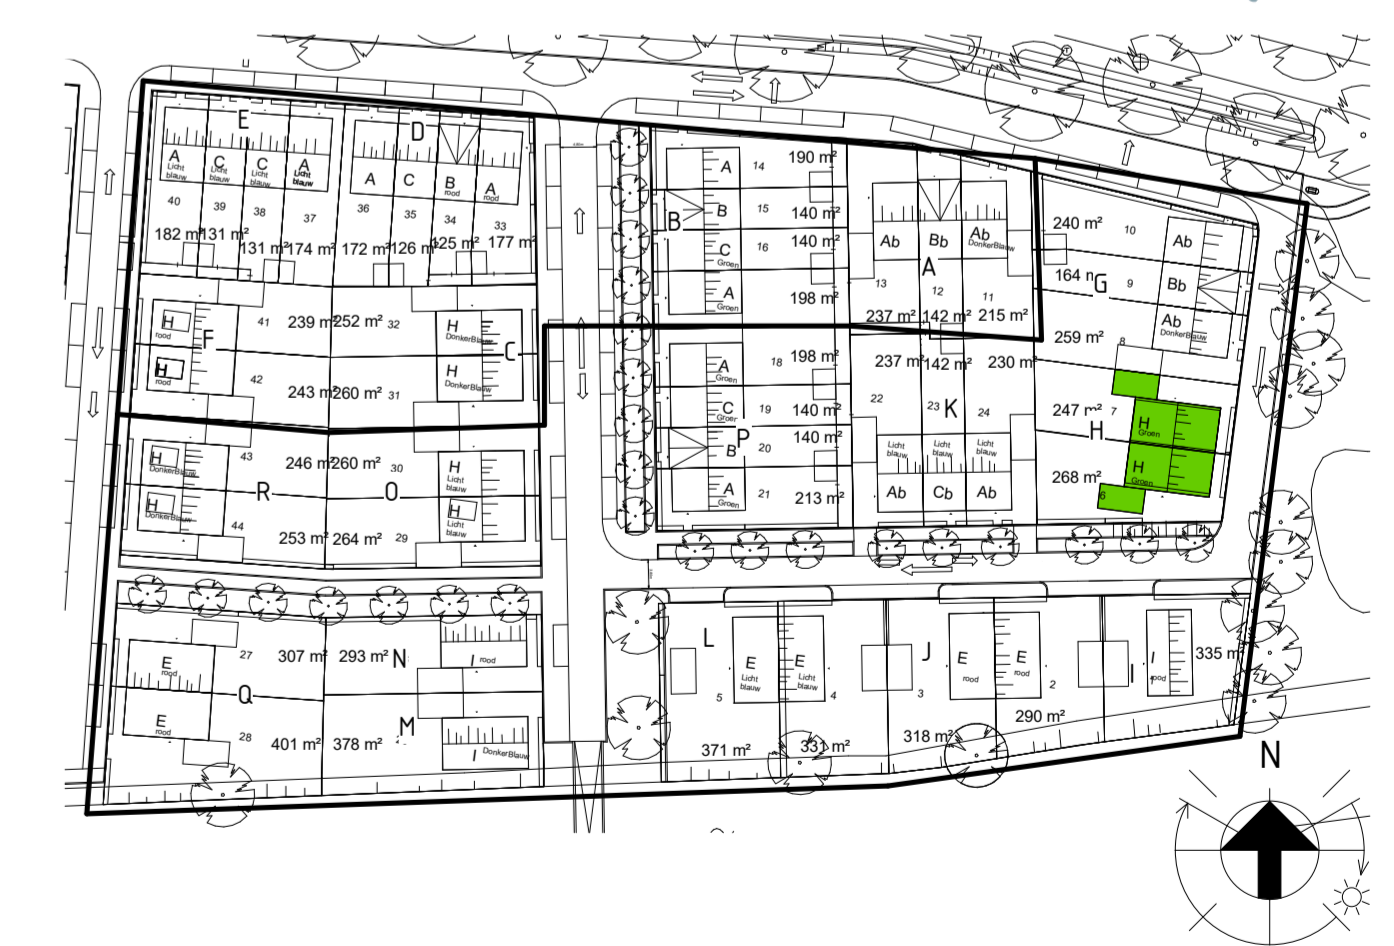 E
A
Licht
blauw
C
Licht
blauw
C
Licht
blauw
A
Licht
blauw
40
39
38
37
182 m²
131 m²
131 m²
174 m²
D
A
C
B
rood
A
rood
36
35
34
33
172 m²
126 m²
125 m²
177 m²
F
H
rood
H
rood
41
239 m²
42
243 m²
252 m²
32
260 m²
31
C
H
DonkerBlauw
H
DonkerBlauw
R
H
DonkerBlauw
H
DonkerBlauw
43
246 m²
44
253 m²
O
260 m²
30
264 m²
29
H
Licht
blauw
H
Licht
blauw
Q
E
rood
E
rood
27
307 m²
28
401 m²
N
293 m²
I rood
M
378 m²
I DonkerBlauw
B
A
B
C
Groen
A
Groen
14
190 m²
15
140 m²
16
140 m²
198 m²
A
Ab
Bb
Ab
DonkerBlauw
13
12
11
237 m²
142 m²
215 m²
G
240 m²
10
Ab
164 m
9
Bb
259 m²
8
Ab
DonkerBlauw
P
A
Groen
C
Groen
B
A
Groen
18
198 m²
19
140 m²
20
140 m²
21
213 m²
K
237 m²
142 m²
230 m²
22
23
24
Licht
blauw
Licht
blauw
Licht
blauw
Ab
Cb
Ab
H
247 m²
7
H
Groen
268 m²
6
H
Groen
L
E
Licht
blauw
E
Licht
blauw
5
4
371 m²
331 m²
J
E
rood
E
rood
3
2
318 m²
290 m²
I
I
rood
335 m²
N